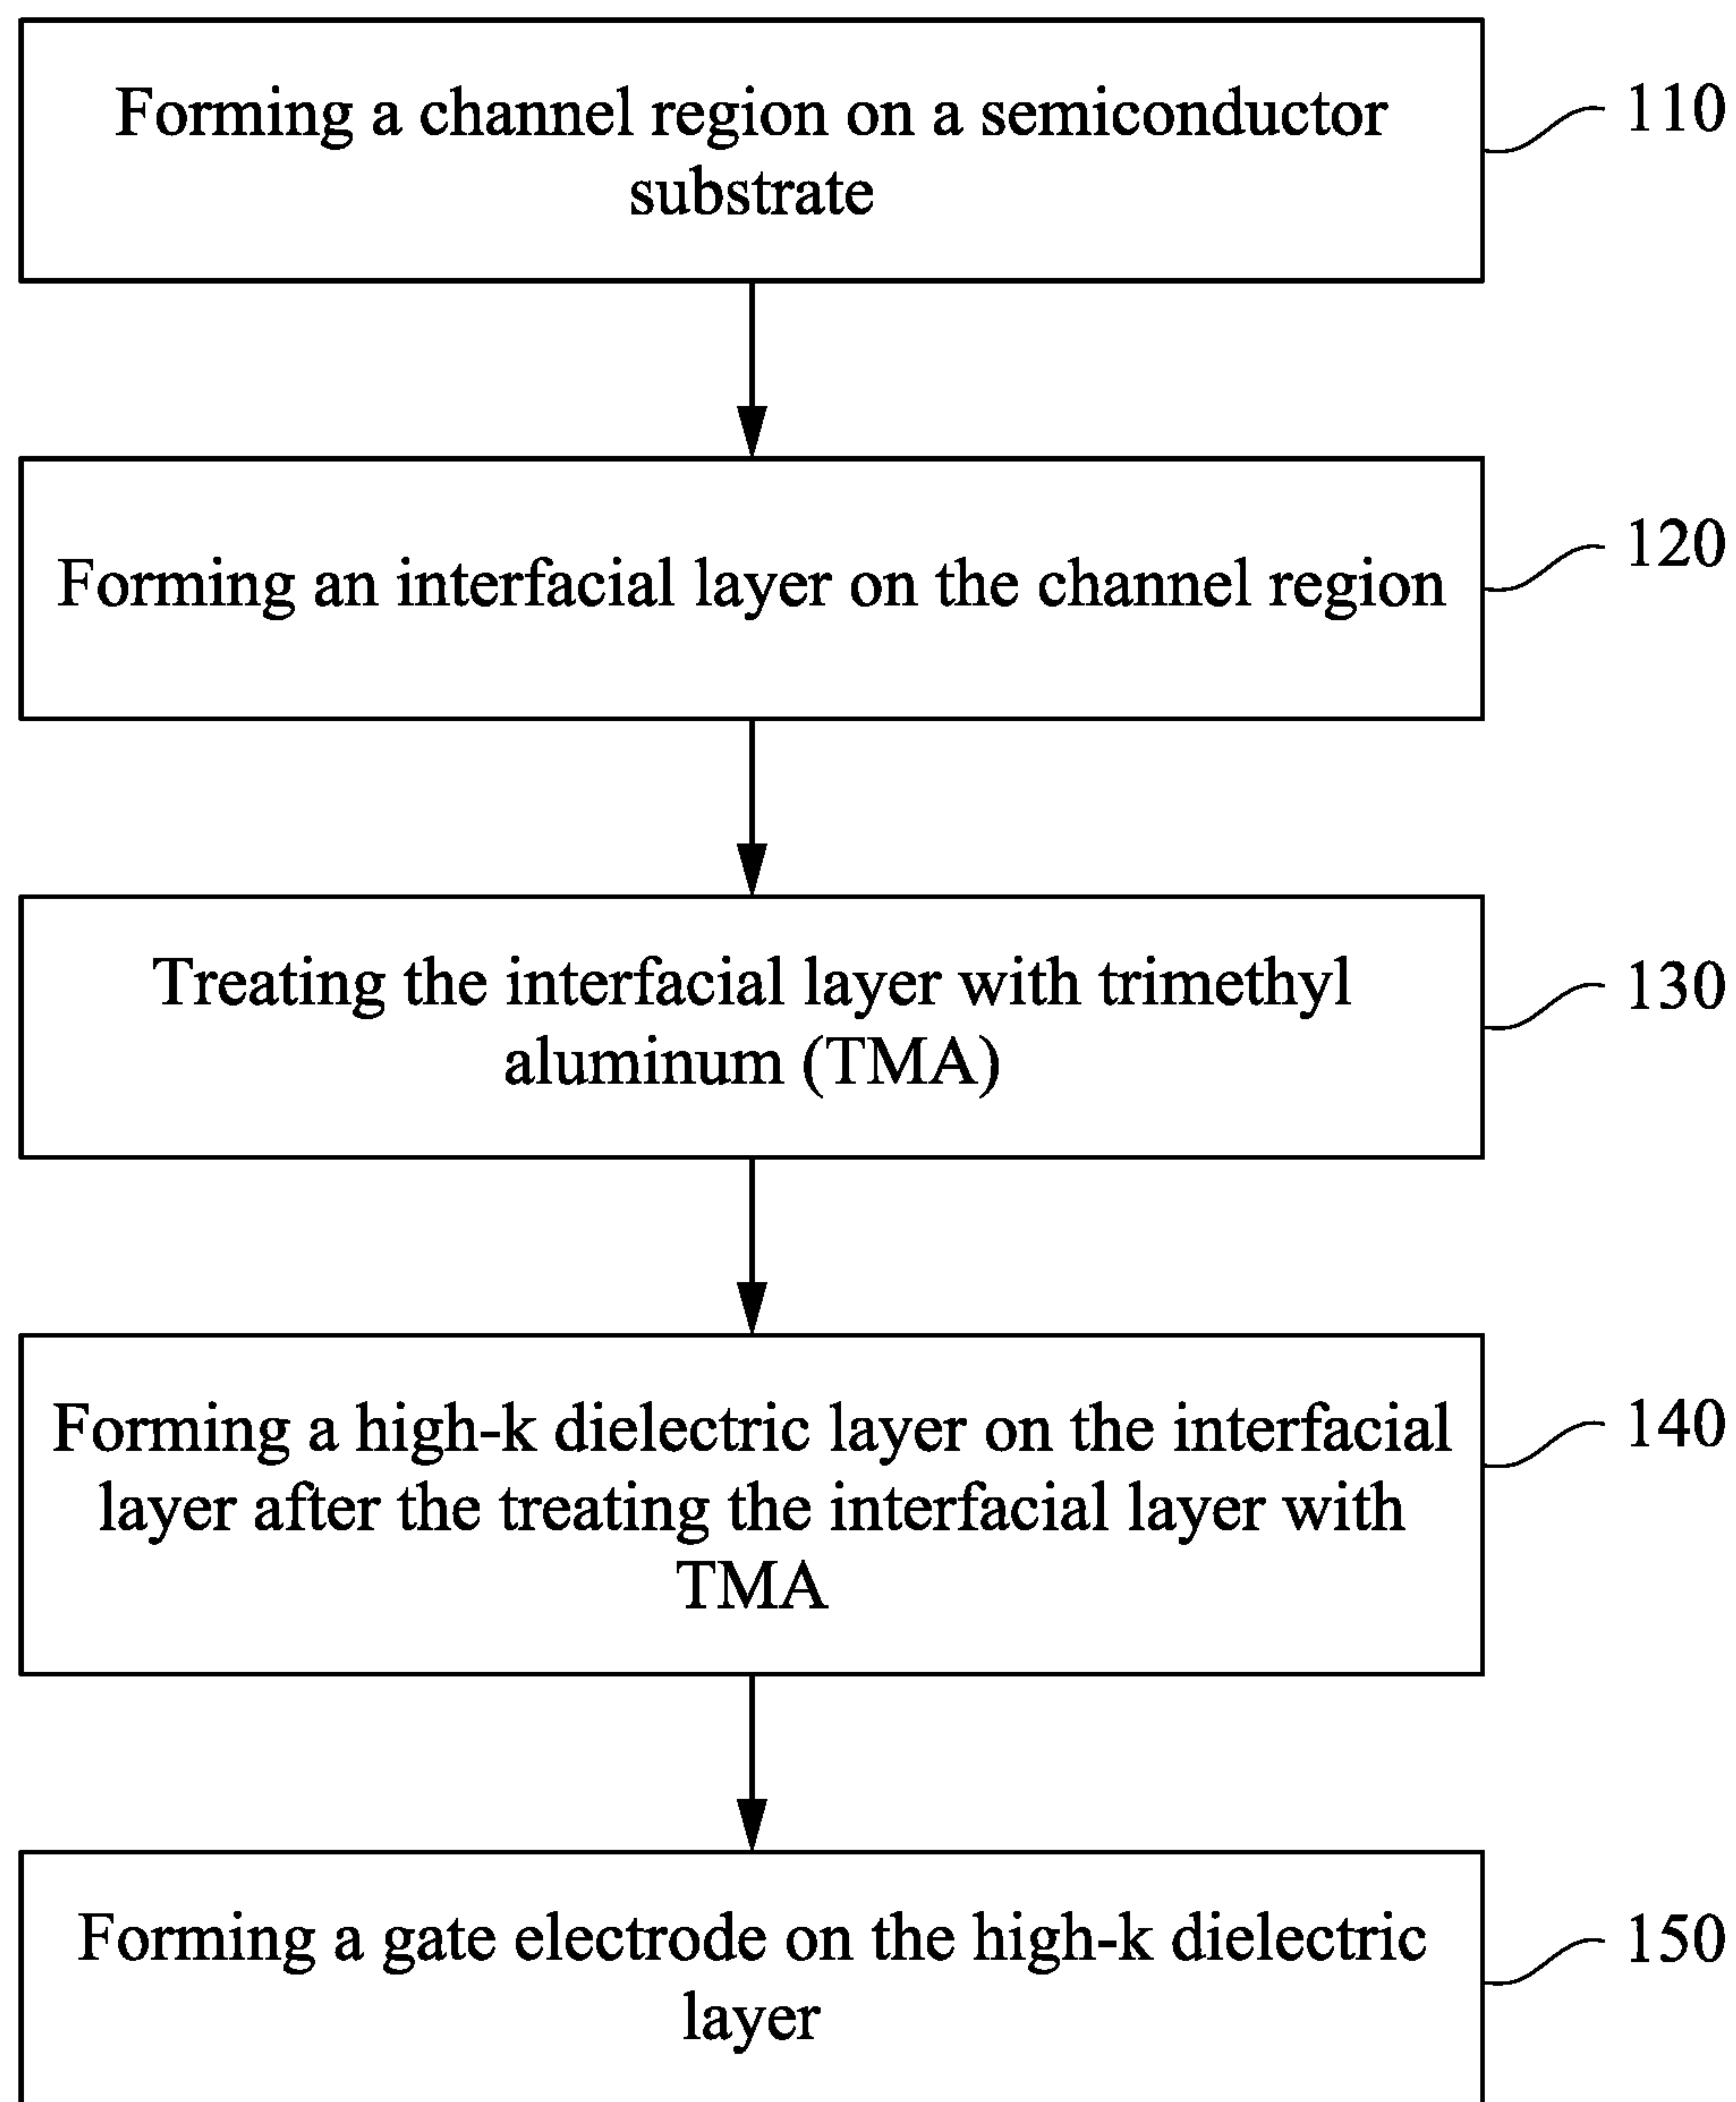 Forming a channel region on a semiconductor
substrate
110
Forming an interfacial layer on the channel region
120
Treating the interfacial layer with trimethyl
aluminum (TMA)
130
Forming a high-k dielectric layer on the interfacial
layer after the treating the interfacial layer with
TMA
140
Forming a gate electrode on the high-k dielectric
layer
150